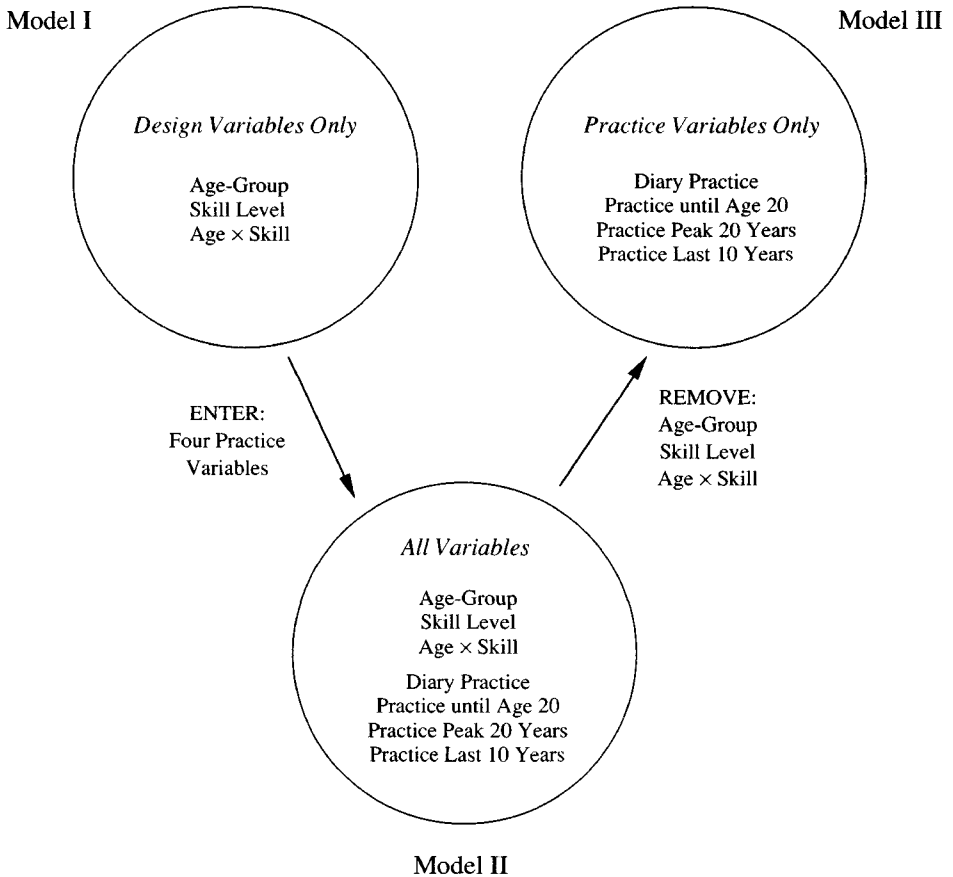 Model I
Design Variables Only
Age-Group
Skill Level
Age × Skill
Model III
Practice Variables Only
Diary Practice
Practice until Age 20
Practice Peak 20 Years
Practice Last 10 Years
ENTER:
Four Practice
Variables
REMOVE:
Age-Group
Skill Level
Age × Skill
All Variables
Age-Group
Skill Level
Age × Skill
Diary Practice
Practice until Age 20
Practice Peak 20 Years
Practice Last 10 Years
Model II